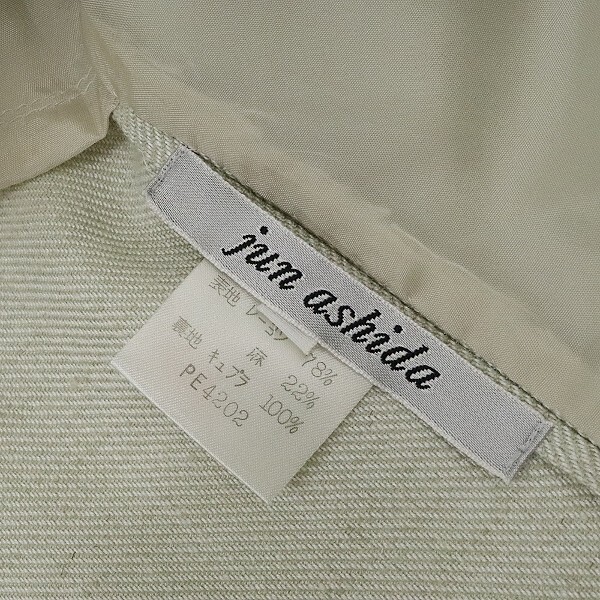 jun ashida
表地 レーヨン 78%
麻 22%
裏地 キュプラ 100%
PE4202